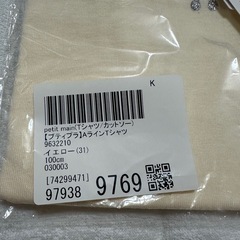 K
petit main(Tシャツ/カットソー)
【プティプラ】AラインTシャツ
9632210
イエロー(31)
100cm
030003
[74299471]
97938 9769